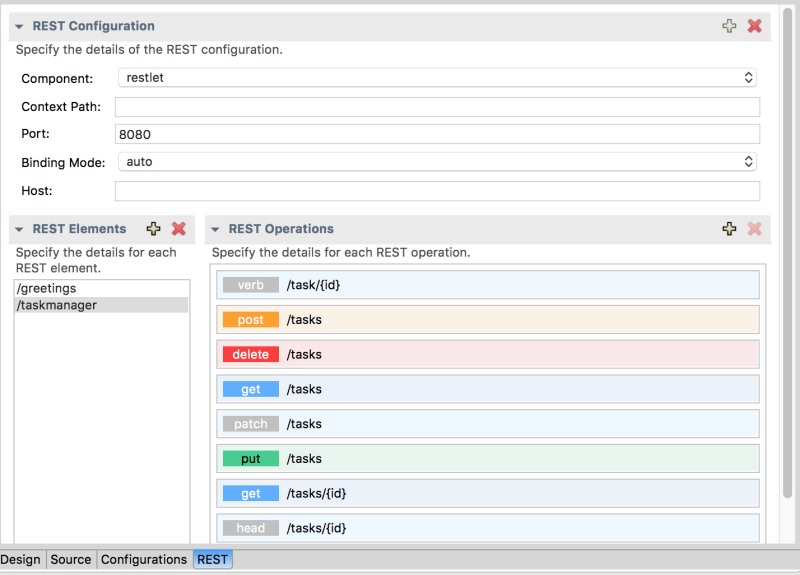 REST Configuration
Specify the details of the REST configuration.
Component: restlet
Context Path:
Port: 8080
Binding Mode: auto
Host:
REST Elements
Specify the details for each
REST element.
/greetings
/taskmanager
REST Operations
Specify the details for each REST operation.
verb /task/{id}
post /tasks
delete /tasks
get /tasks
patch /tasks
put /tasks
get /tasks/{id}
head /tasks/{id}
Design Source Configurations REST